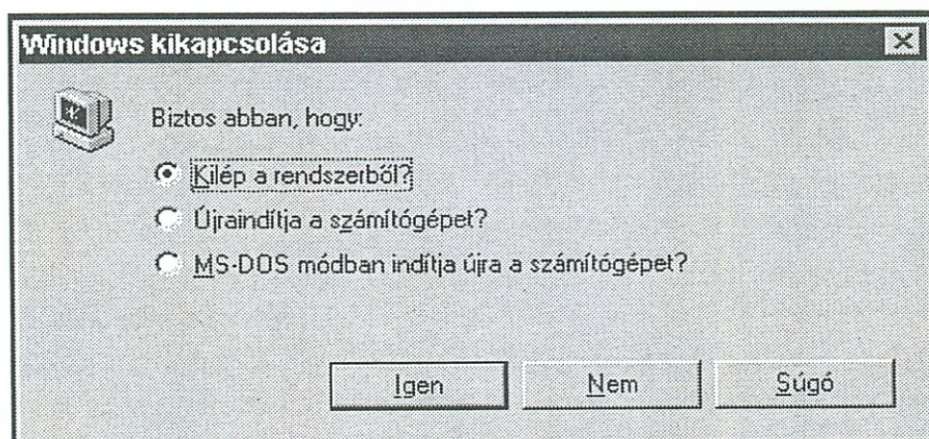 Windows kikapcsolása
Biztos abban, hogy:
Kilép a rendszerből?
Újraindítja a számítógépet?
MS-DOS módban indítja újra a számítógépet?
Igen Nem Súgó